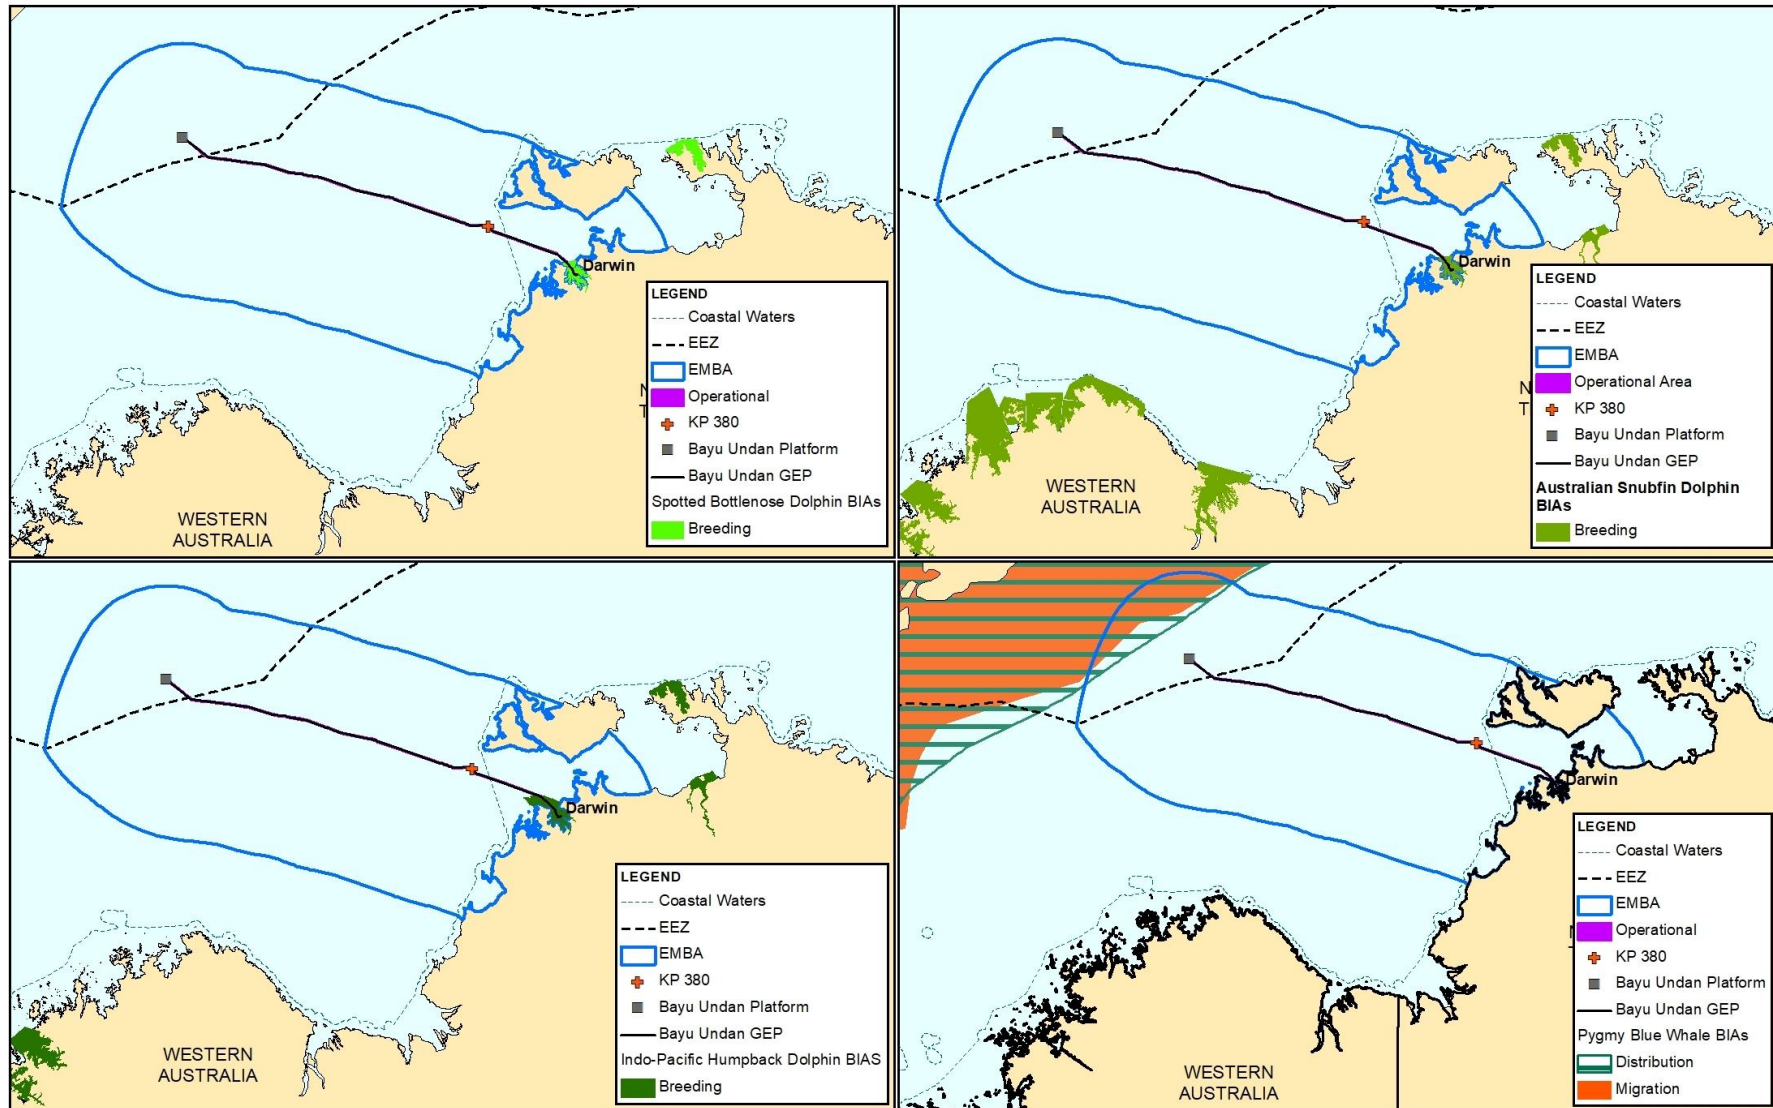 Darwin
LEGEND
Coastal Waters
EEZ
EMBA
Operational
KP 380
Bayu Undan Platform
Bayu Undan GEP
Spotted Bottlenose Dolphin BIAs
Breeding
N
T
WESTERN
AUSTRALIA
Darwin
LEGEND
Coastal Waters
EEZ
EMBA
Operational Area
KP 380
Bayu Undan Platform
Bayu Undan GEP
Australian Snubfin Dolphin
BIAs
Breeding
N
T
WESTERN
AUSTRALIA
Darwin
LEGEND
Coastal Waters
EEZ
EMBA
Operational
KP 380
Bayu Undan Platform
Bayu Undan GEP
Indo-Pacific Humpback Dolphin BIAS
Breeding
WESTERN
AUSTRALIA
Darwin
LEGEND
Coastal Waters
EEZ
EMBA
Operational
KP 380
Bayu Undan Platform
Bayu Undan GEP
Pygmy Blue Whale BIAs
Distribution
Migration
WESTERN
AUSTRALIA